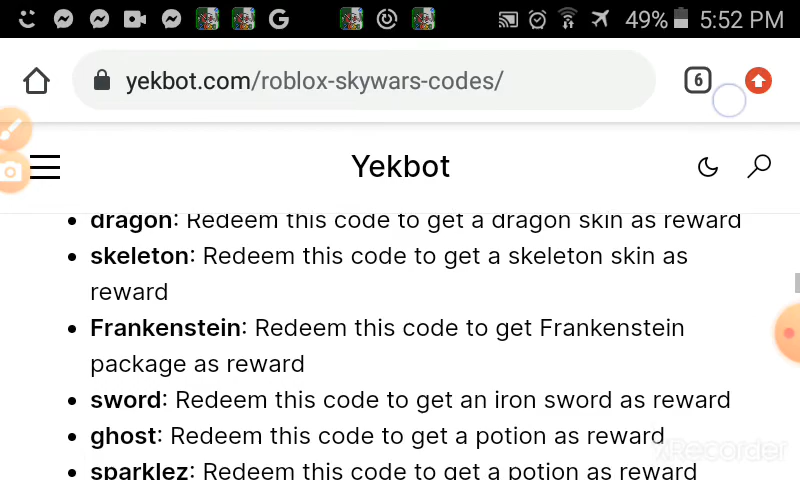 49% 5:52 PM
yekbot.com/roblox-skywars-codes/ 6
Yekbot
• dragon: Redeem this code to get a dragon skin as reward
• skeleton: Redeem this code to get a skeleton skin as
reward
• Frankenstein: Redeem this code to get Frankenstein
package as reward
• sword: Redeem this code to get an iron sword as reward
• ghost: Redeem this code to get a potion as reward
XRecorder
• sparklez: Redeem this code to get a potion as reward